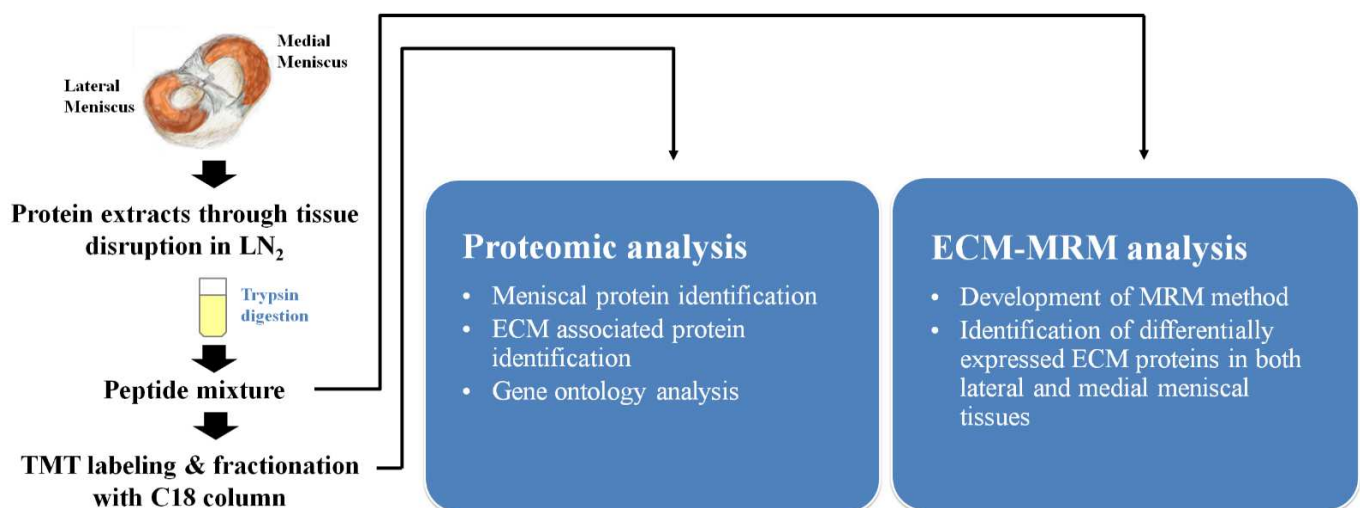 Medial
Meniscus
Lateral
Meniscus
Protein extracts through tissue
disruption in LN₂
Trypsin
digestion
Peptide mixture
TMT labeling & fractionation
with C18 column
Proteomic analysis
• Meniscal protein identification
• ECM associated protein
identification
• Gene ontology analysis
ECM-MRM analysis
• Development of MRM method
• Identification of differentially
expressed ECM proteins in both
lateral and medial meniscal
tissues